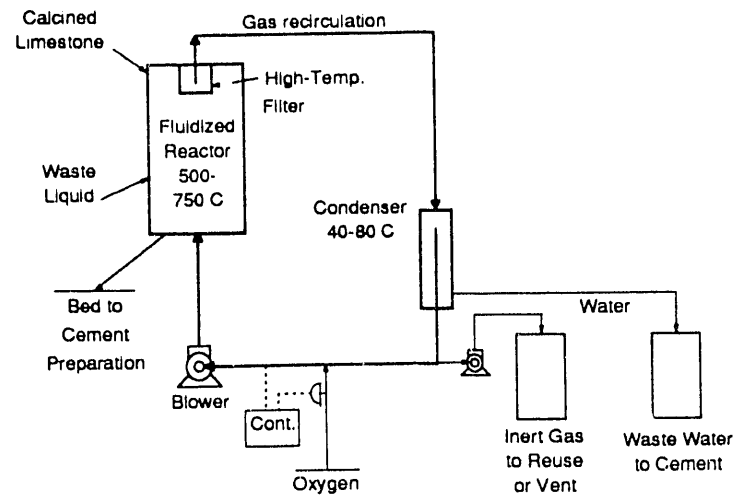 Calcined
Limestone
Gas recirculation
High-Temp.
Filter
Fluidized
Reactor
500-
750 C
Waste
Liquid
Condenser
40-80 C
Bed to
Cement
Preparation
Water
Blower
Cont.
Oxygen
Inert Gas
to Reuse
or Vent
Waste Water
to Cement